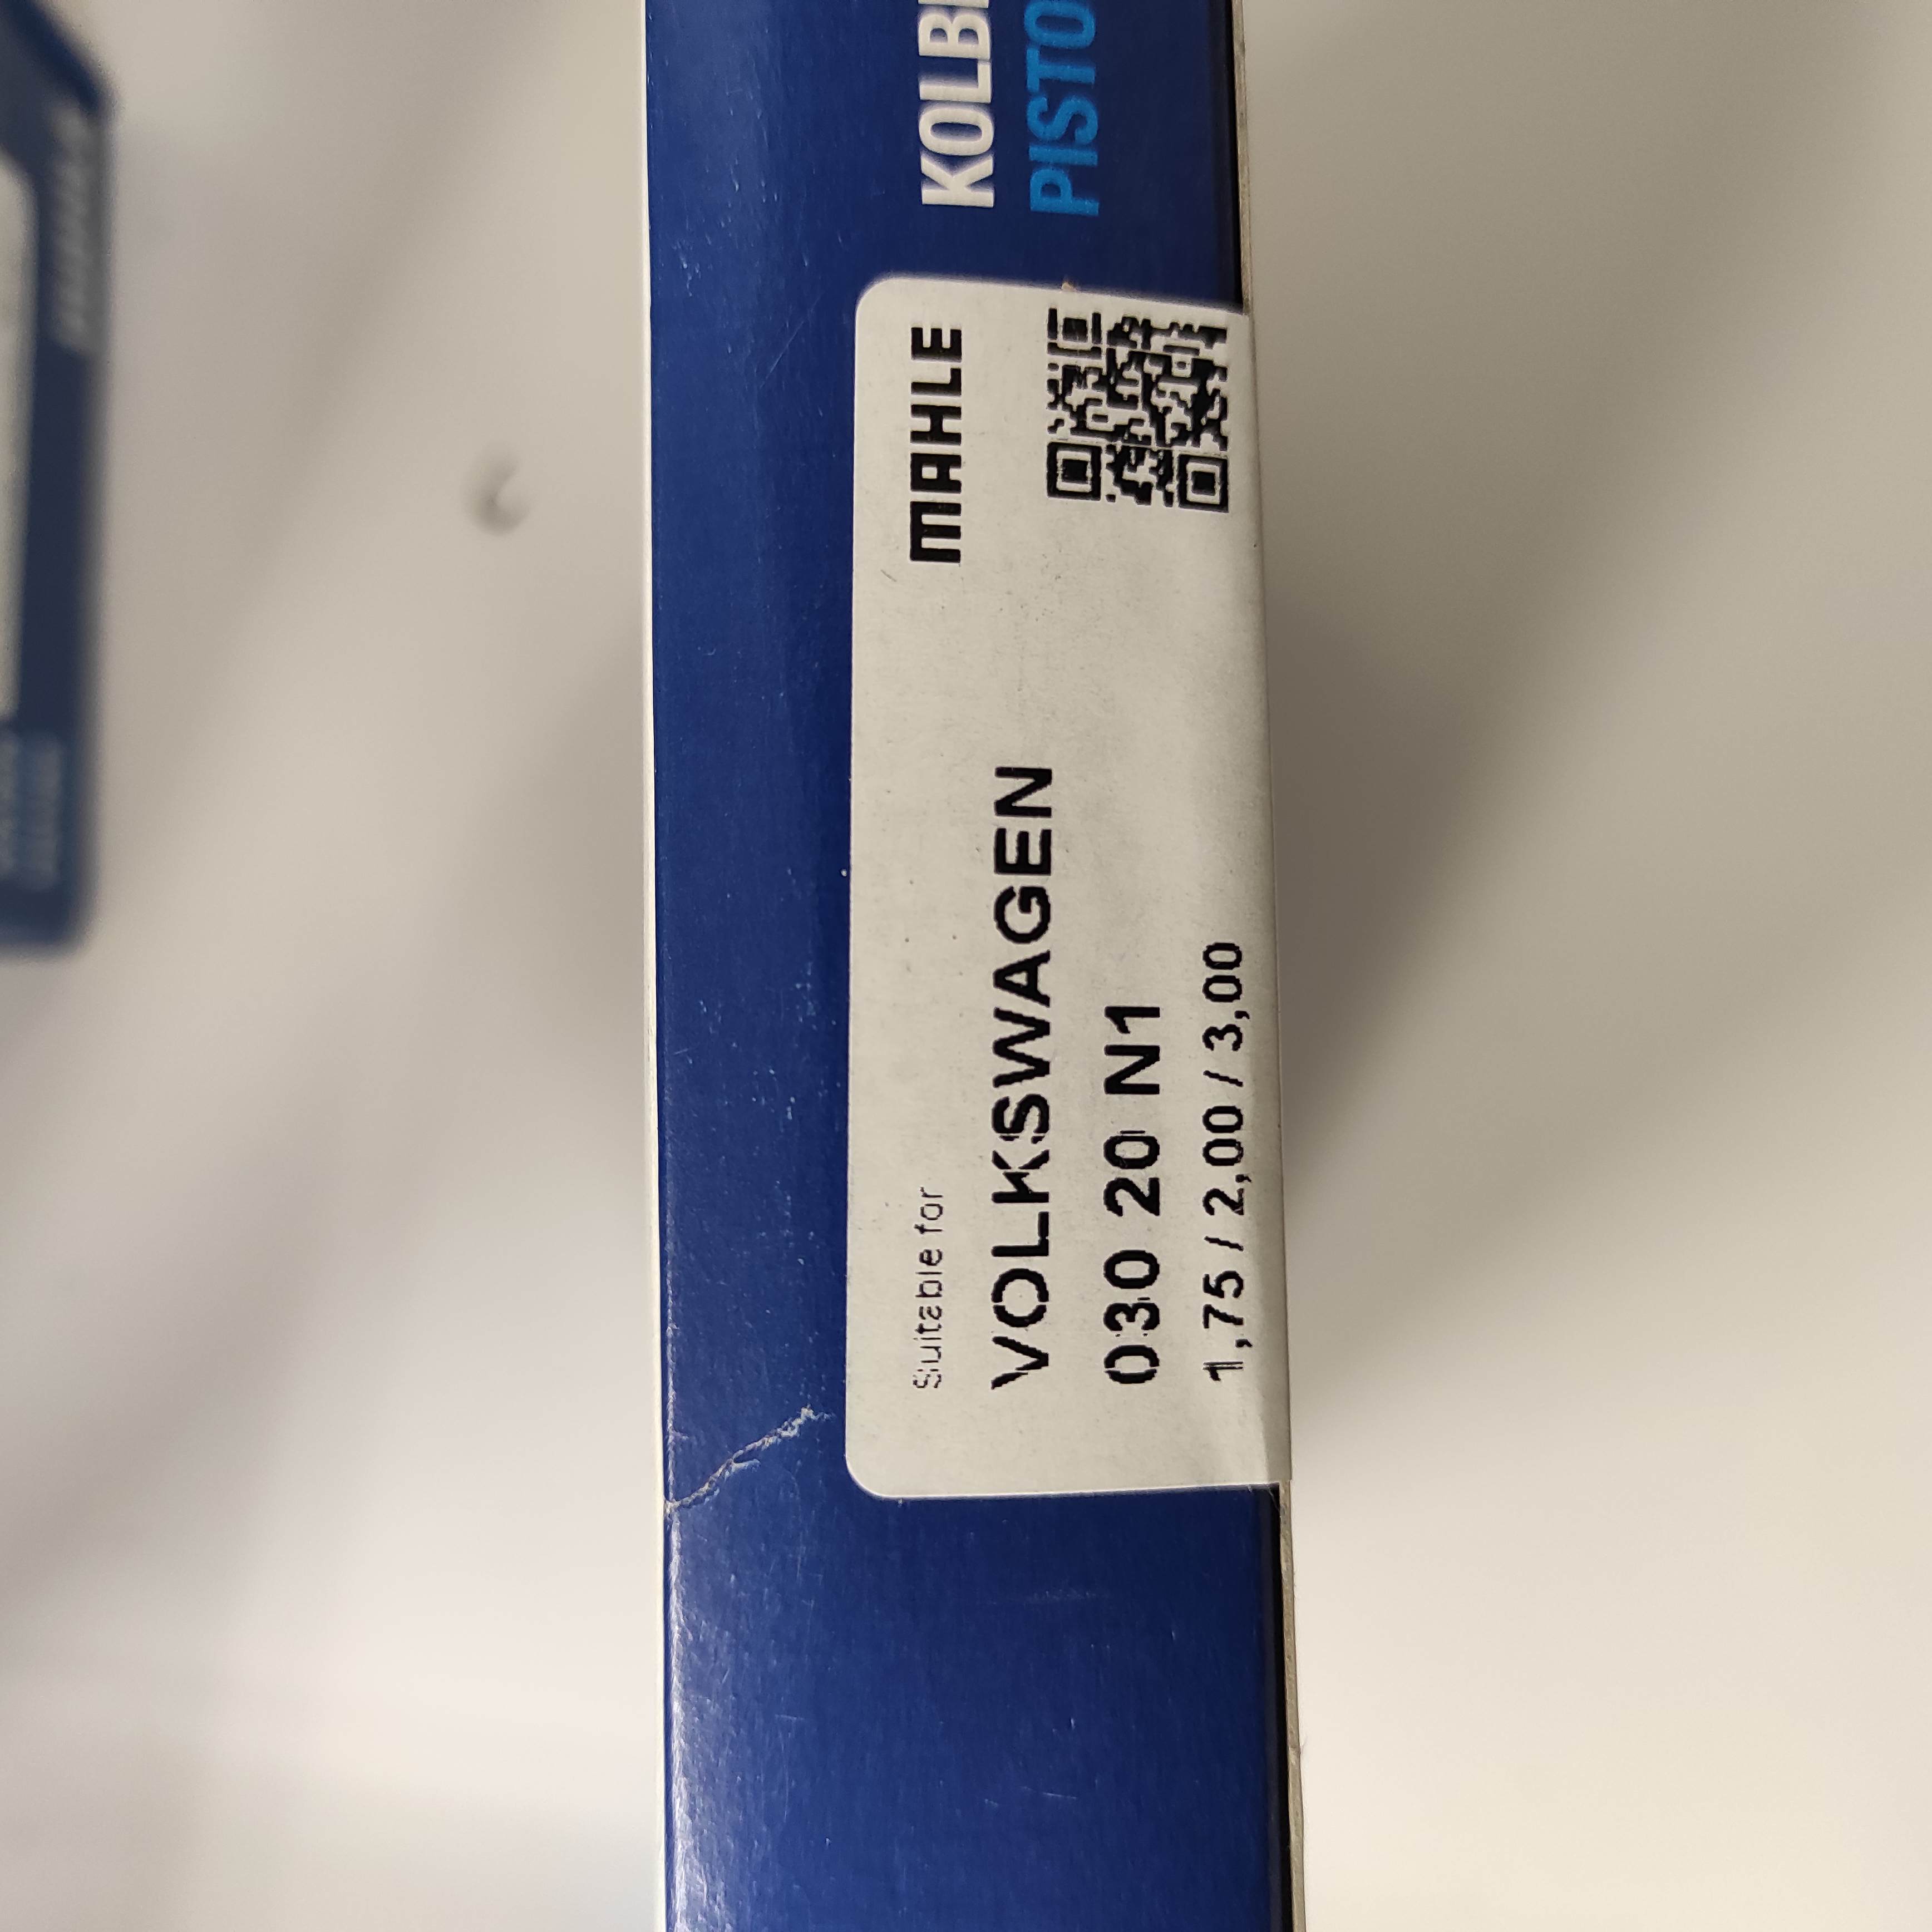 KOLB
PISTO
MAHLE
Suitable for
VOLKSWAGEN
030 20 N1
1,75 / 2,00 / 3,00